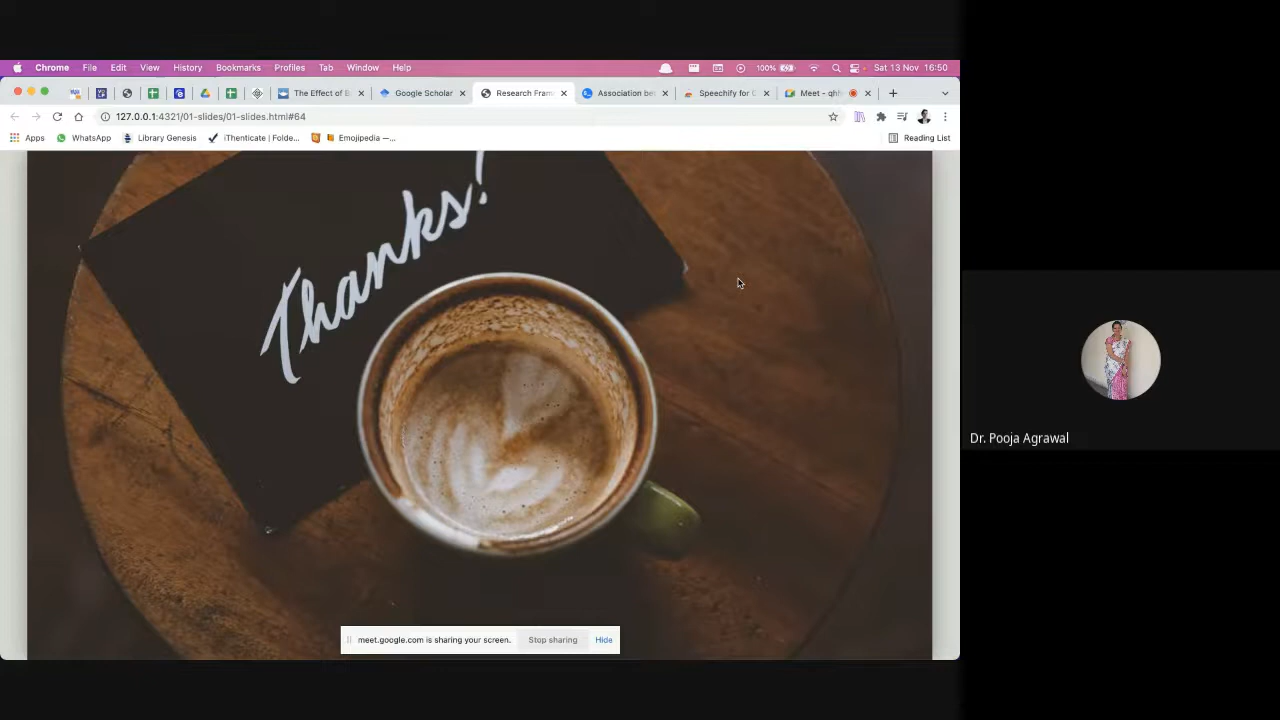 Chrome File Edit View History Bookmarks Profiles Tab Window Help 100% Sat 13 Nov 16:50
The Effect of B Google Scholar Research Fram Association be Speechify for C Meet - qhh
127.0.0.1:4321/01-slides/01-slides.html#64
Apps WhatsApp Library Genesis iThenticate | Folde... Emojipedia —... Reading List
Thanks!
Dr. Pooja Agrawal
meet.google.com is sharing your screen. Stop sharing Hide